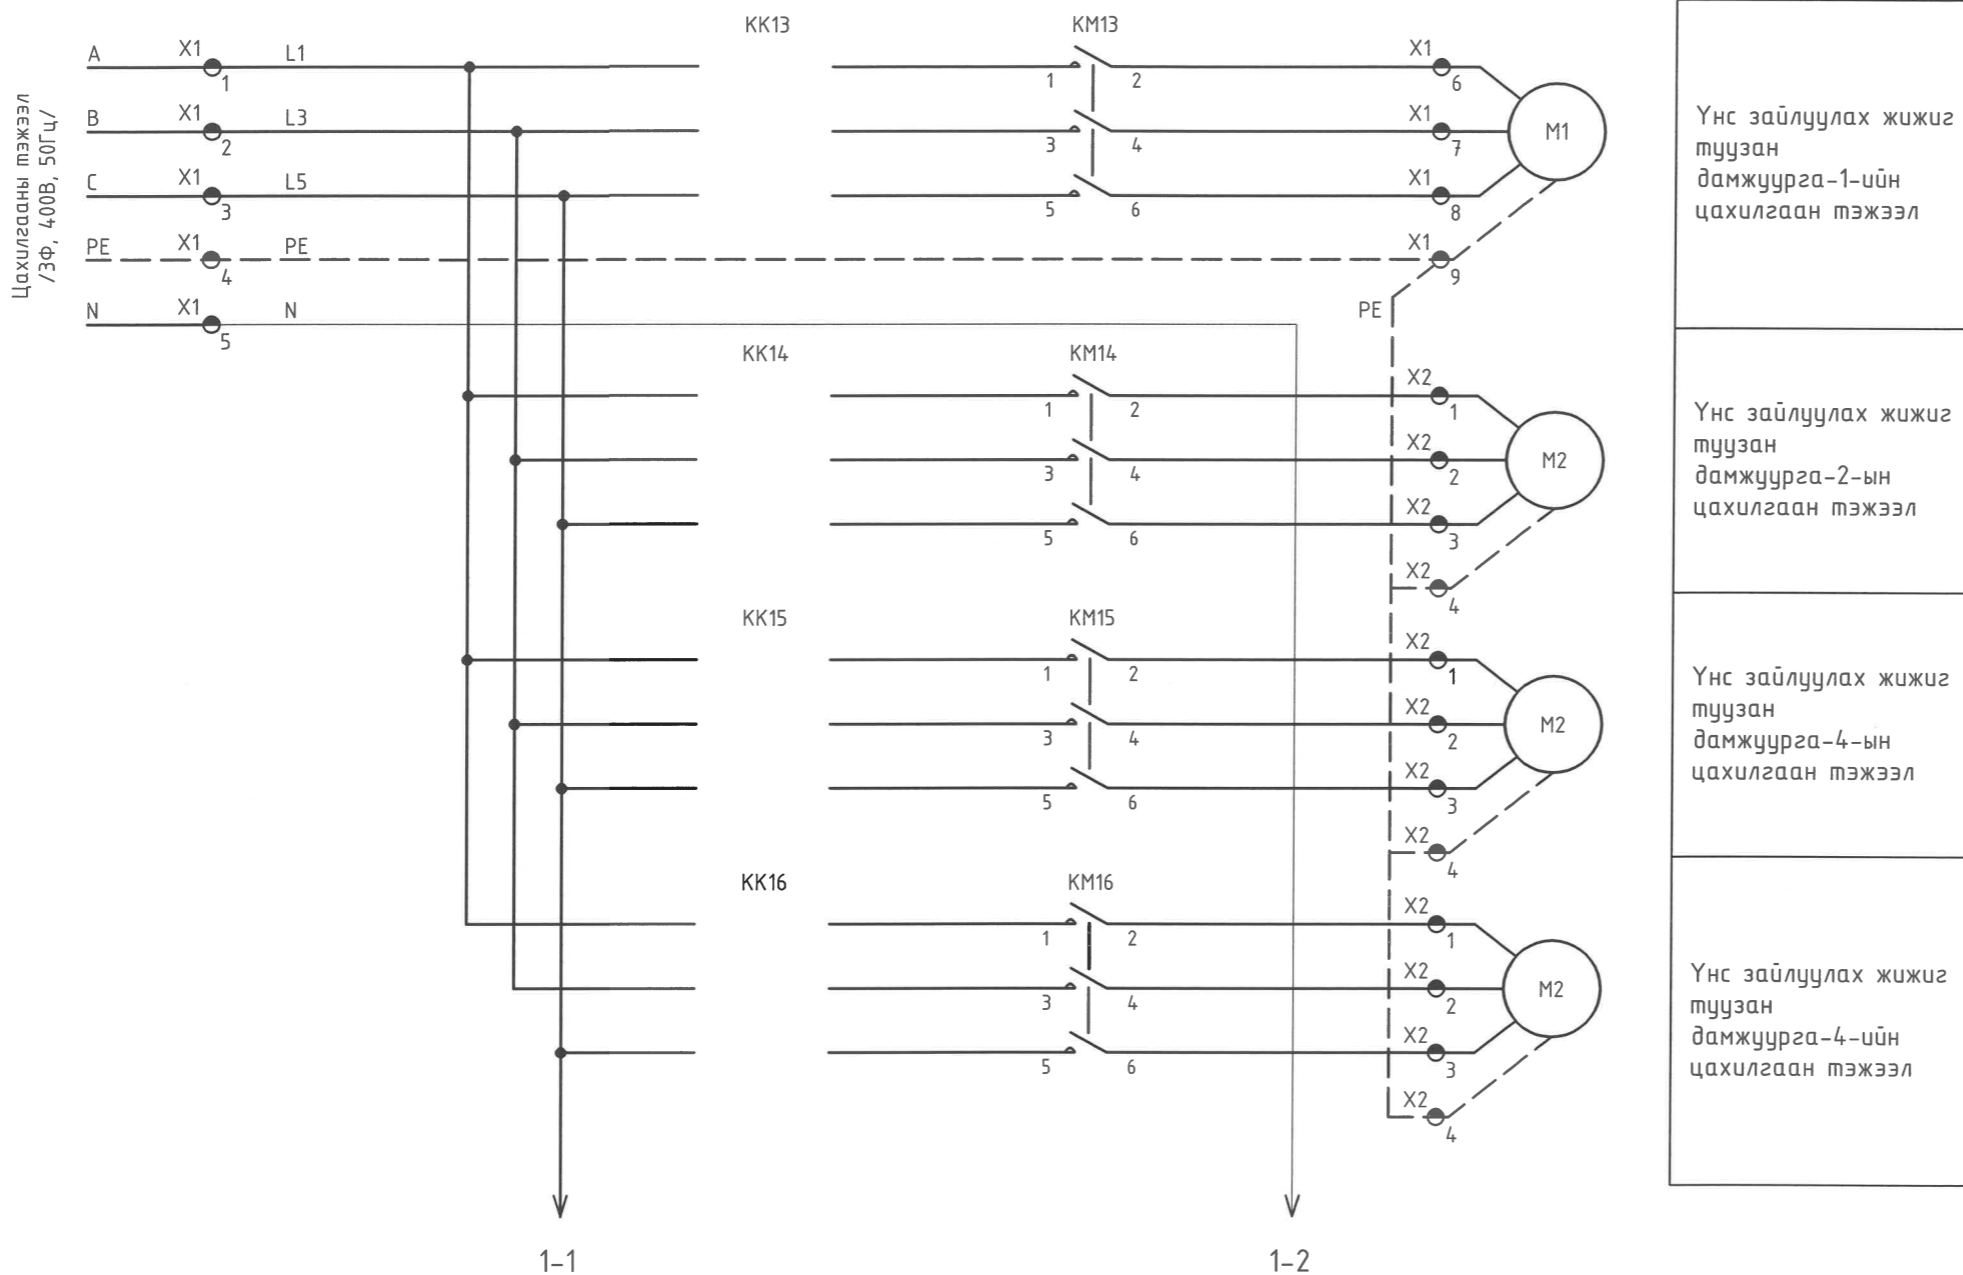 Цахилгааны тэжээл
/3Ф, 400В, 50Гц/
A X1 1 L1
B X1 2 L3
C X1 3 L5
PE X1 4 PE
N X1 5 N
KK13 KM13
1 2 X1 6
3 4 X1 7
5 6 X1 8
X1 9
M1
PE
Үнс зайлуулах жижиг
туузан
дамжуурга-1-ийн
цахилгаан тэжээл
KK14 KM14
1 2 X2 1
3 4 X2 2
5 6 X2 3
X2 4
M2
Үнс зайлуулах жижиг
туузан
дамжуурга-2-ын
цахилгаан тэжээл
KK15 KM15
1 2 X2 1
3 4 X2 2
5 6 X2 3
X2 4
M2
Үнс зайлуулах жижиг
туузан
дамжуурга-4-ын
цахилгаан тэжээл
KK16 KM16
1 2 X2 1
3 4 X2 2
5 6 X2 3
X2 4
M2
Үнс зайлуулах жижиг
туузан
дамжуурга-4-ийн
цахилгаан тэжээл
1-1 1-2